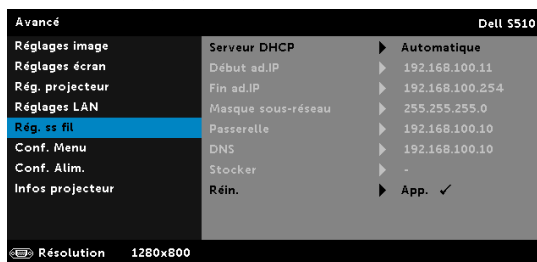 Avancé Dell S510
Réglages image
Réglages écran
Rég. projecteur
Réglages LAN
Rég. ss fil
Conf. Menu
Conf. Alim.
Infos projecteur
Serveur DHCP Automatique
Début ad.IP 192.168.100.11
Fin ad.IP 192.168.100.254
Masque sous-réseau 255.255.255.0
Passerelle 192.168.100.10
DNS 192.168.100.10
Stocker -
Réin. App. ✓
Résolution 1280x800